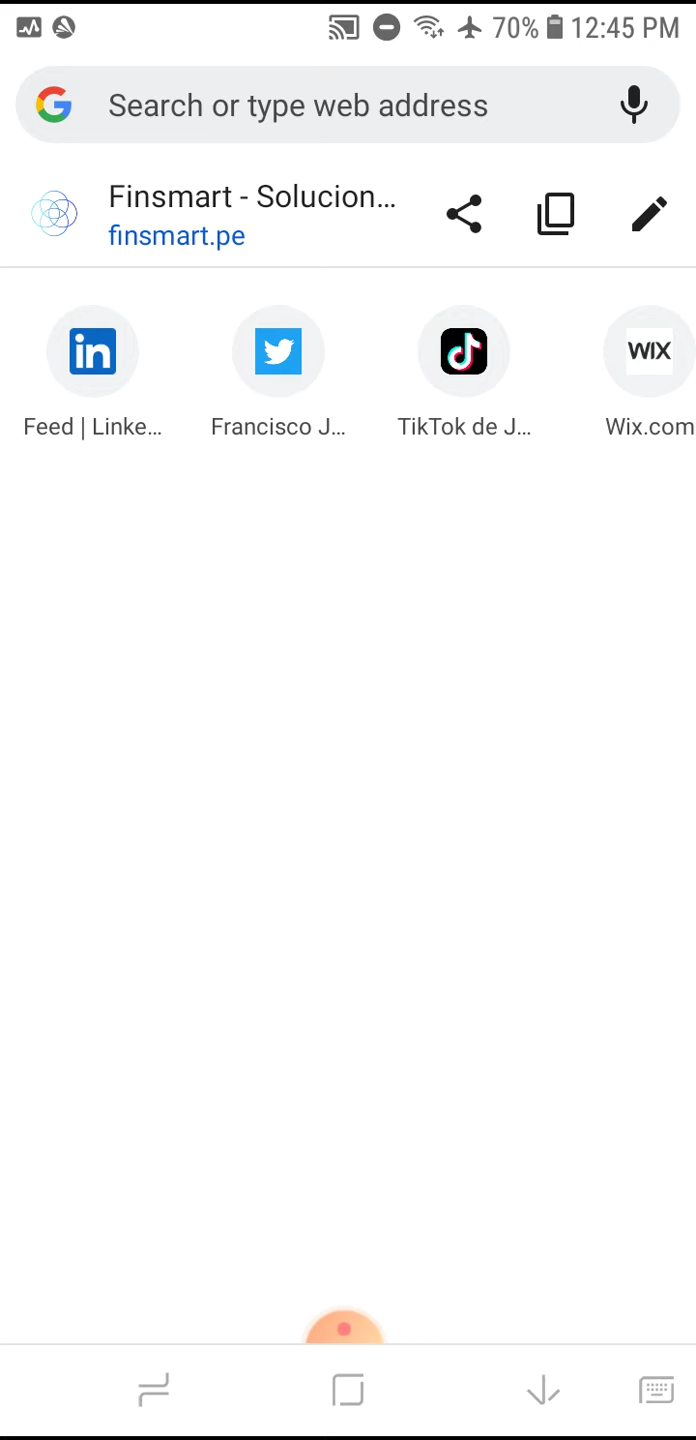 70% 12:45 PM
Search or type web address
Finsmart - Solucion...
finsmart.pe
in
WIX
Feed | Linke... Francisco J... TikTok de J... Wix.com